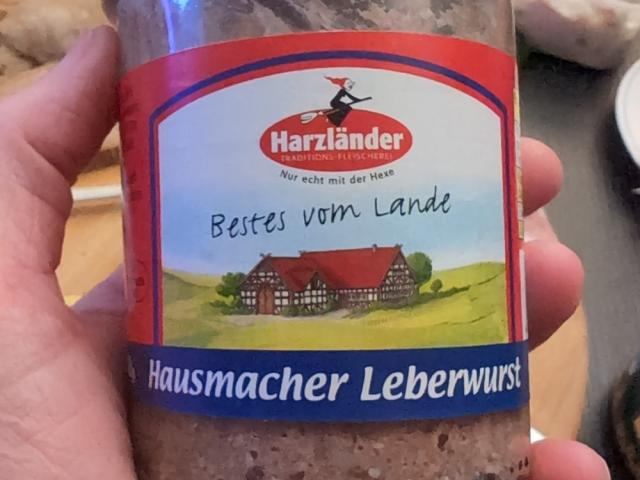 Harzländer
TRADITIONS-FLEISCHEREI
Nur echt mit der Hexe
Bestes vom Lande
Hausmacher Leberwurst